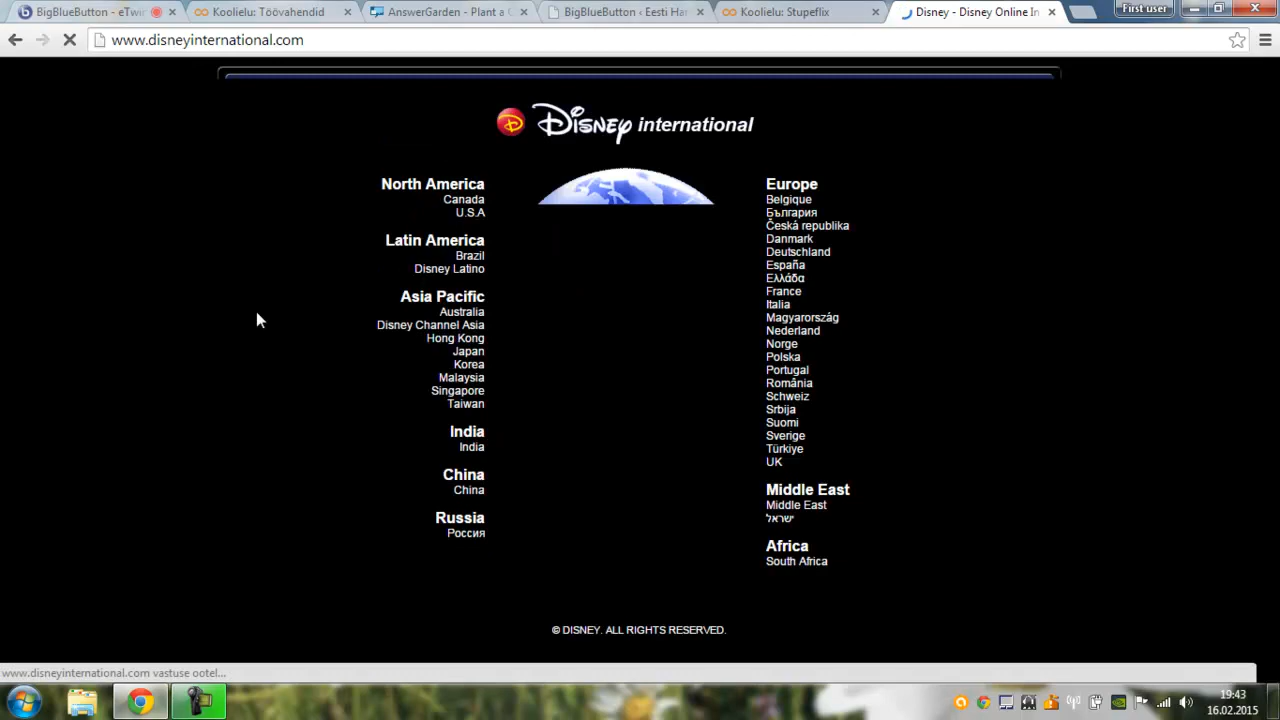 BigBlueButton - eTwin
Koolielu: Töövahendid
AnswerGarden - Plant a
BigBlueButton ‹ Eesti Har
Koolielu: Stupeflix
Disney - Disney Online In
First user
www.disneyinternational.com
Disney international
North America
Canada
U.S.A
Latin America
Brazil
Disney Latino
Asia Pacific
Australia
Disney Channel Asia
Hong Kong
Japan
Korea
Malaysia
Singapore
Taiwan
India
India
China
China
Russia
Россия
Europe
Belgique
България
Česká republika
Danmark
Deutschland
España
Ελλάδα
France
Italia
Magyarország
Nederland
Norge
Polska
Portugal
România
Schweiz
Srbija
Suomi
Sverige
Türkiye
UK
Middle East
Middle East
ישראל
Africa
South Africa
© DISNEY. ALL RIGHTS RESERVED.
www.disneyinternational.com vastuse ootel...
19:43
16.02.2015